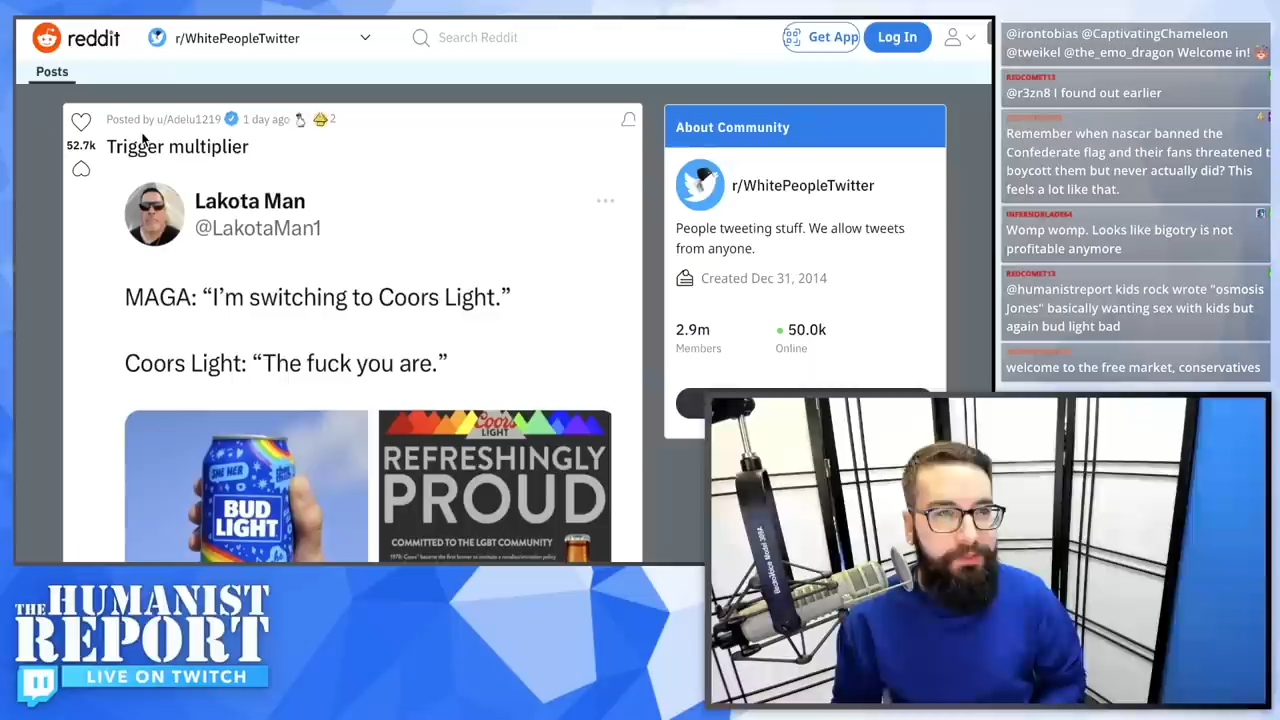 reddit
r/WhitePeopleTwitter
Search Reddit
Get App
Log In
Posts
Posted by u/Adelu1219 1 day ago 2
52.7k
Trigger multiplier
Lakota Man
@LakotaMan1
MAGA: “I’m switching to Coors Light.”
Coors Light: “The fuck you are.”
SHE HER
BUD
LIGHT
Coors
LIGHT
REFRESHINGLY
PROUD
COMMITTED TO THE LGBT COMMUNITY
About Community
r/WhitePeopleTwitter
People tweeting stuff. We allow tweets
from anyone.
Created Dec 31, 2014
2.9m
50.0k
Members
Online
@irontobias @CaptivatingChameleon
@tweikel @the_emo_dragon Welcome in!
REDCOMET13
@r3zn8 I found out earlier
Remember when nascar banned the
Confederate flag and their fans threatened t
boycott them but never actually did? This
feels a lot like that.
INFERNOBLADE64
Womp womp. Looks like bigotry is not
profitable anymore
REDCOMET13
@humanistreport kids rock wrote "osmosis
Jones" basically wanting sex with kids but
again bud light bad
welcome to the free market, conservatives
THE HUMANIST
REPORT
LIVE ON TWITCH